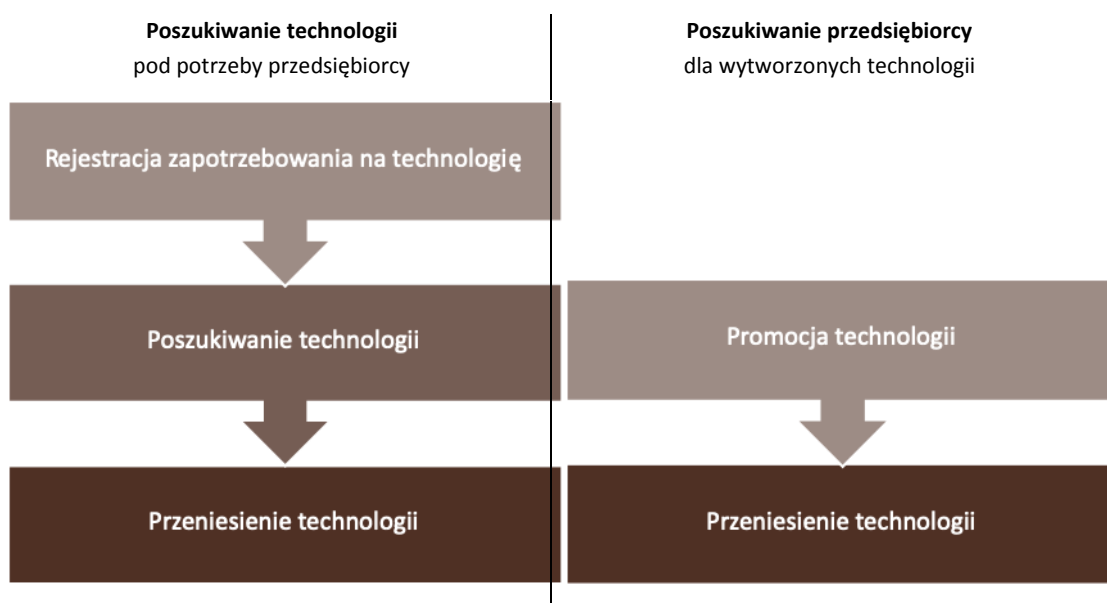 Poszukiwanie technologii
pod potrzeby przedsiębiorcy
Rejestracja zapotrzebowania na technologię
Poszukiwanie technologii
Przeniesienie technologii
Poszukiwanie przedsiębiorcy
dla wytworzonych technologii
Promocja technologii
Przeniesienie technologii